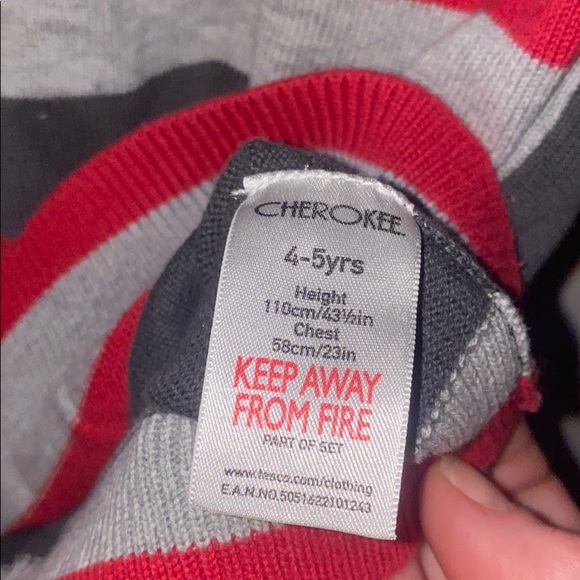 CHEROKEE.
4-5yrs
Height
110cm/43½in
Chest
58cm/23in
KEEP AWAY
FROM FIRE
PART OF SET
www.tesco.com/clothing
E.A.N.NO.5051622101243